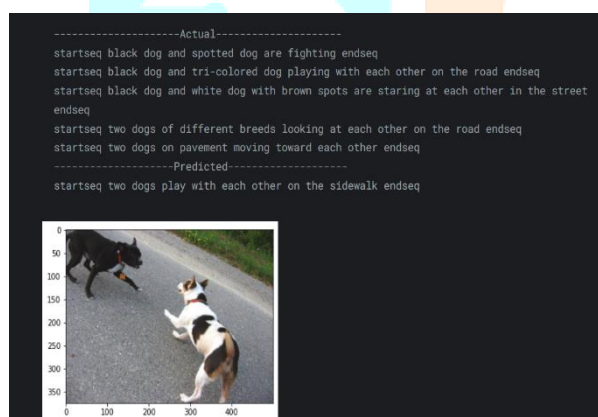 --------------------Actual--------------------
startseq black dog and spotted dog are fighting endseq
startseq black dog and tri-colored dog playing with each other on the road endseq
startseq black dog and white dog with brown spots are staring at each other in the street
endseq
startseq two dogs of different breeds looking at each other on the road endseq
startseq two dogs on pavement moving toward each other endseq
-------------------Predicted-------------------
startseq two dogs play with each other on the sidewalk endseq
0
50
100
150
200
250
300
350
0 100 200 300 400